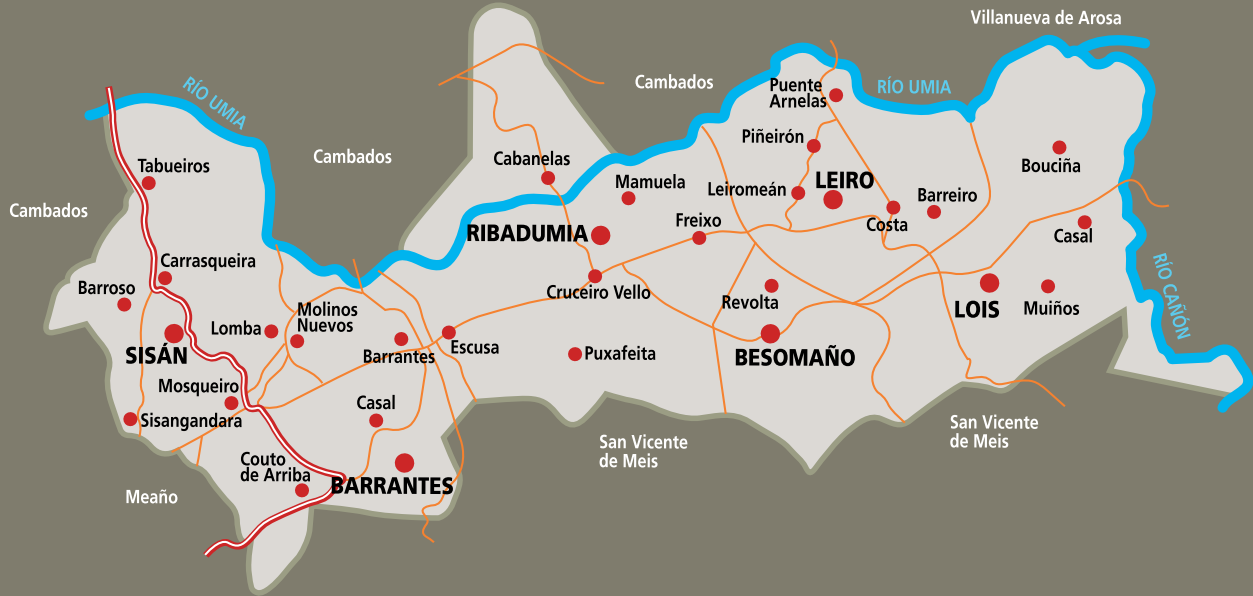 Villanueva de Arosa
Cambados
RÍO UMIA
RÍO UMIA
Puente
Arnelas
Piñeirón
Cambados
Cabanelas
Tabueiros
Bouciña
Mamuela
Leiromeán
LEIRO
Barreiro
Cambados
Freixo
Costa
RIBADUMIA
Casal
Carrasqueira
RÍO CAÑÓN
Barroso
Cruceiro Vello
Revolta
LOIS
Muiños
Molinos
Nuevos
Lomba
SISÁN
Barrantes
Escusa
Puxafeita
BESOMAÑO
Mosqueiro
Casal
Sisangandara
San Vicente
de Meis
San Vicente
de Meis
Couto
de Arriba
BARRANTES
Meaño